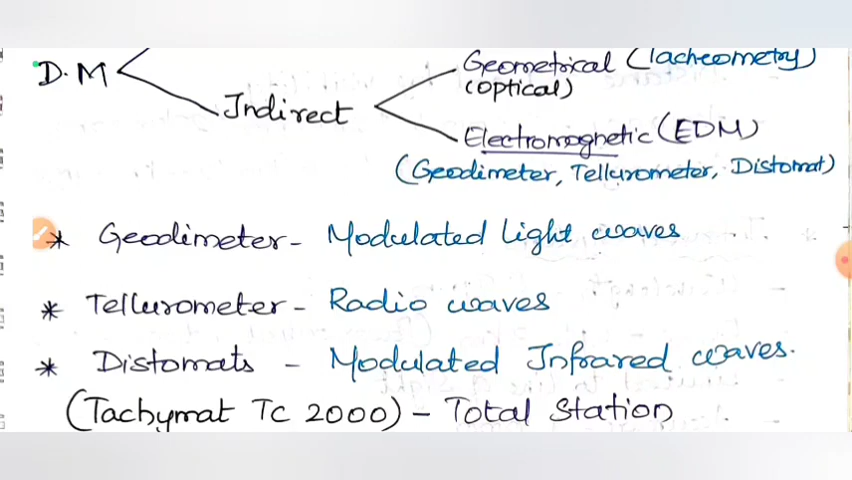 Geometrical (Tacheometry)
D.M
(optical)
Indirect
Electromagnetic (EDM)
(Geodimeter, Tellurometer, Distomat)
* Geodimeter - Modulated light waves
* Tellurometer - Radio waves
* Distomats - Modulated Infrared waves.
(Tachymat TC 2000) - Total Station